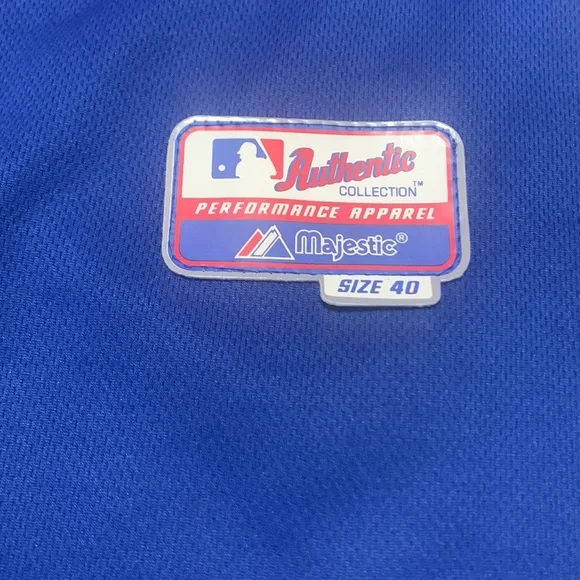 Authentic
COLLECTION™
PERFORMANCE APPAREL
Majestic®
SIZE 40